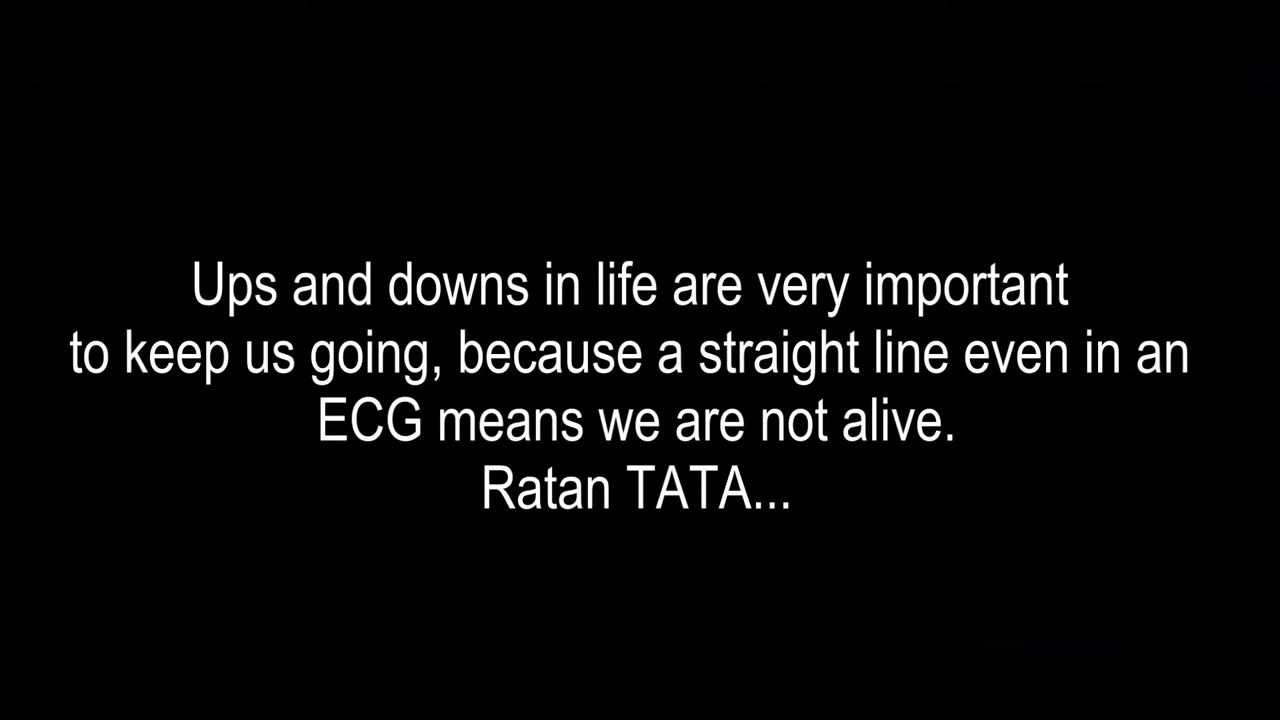 Ups and downs in life are very important
to keep us going, because a straight line even in an
ECG means we are not alive.
Ratan TATA...